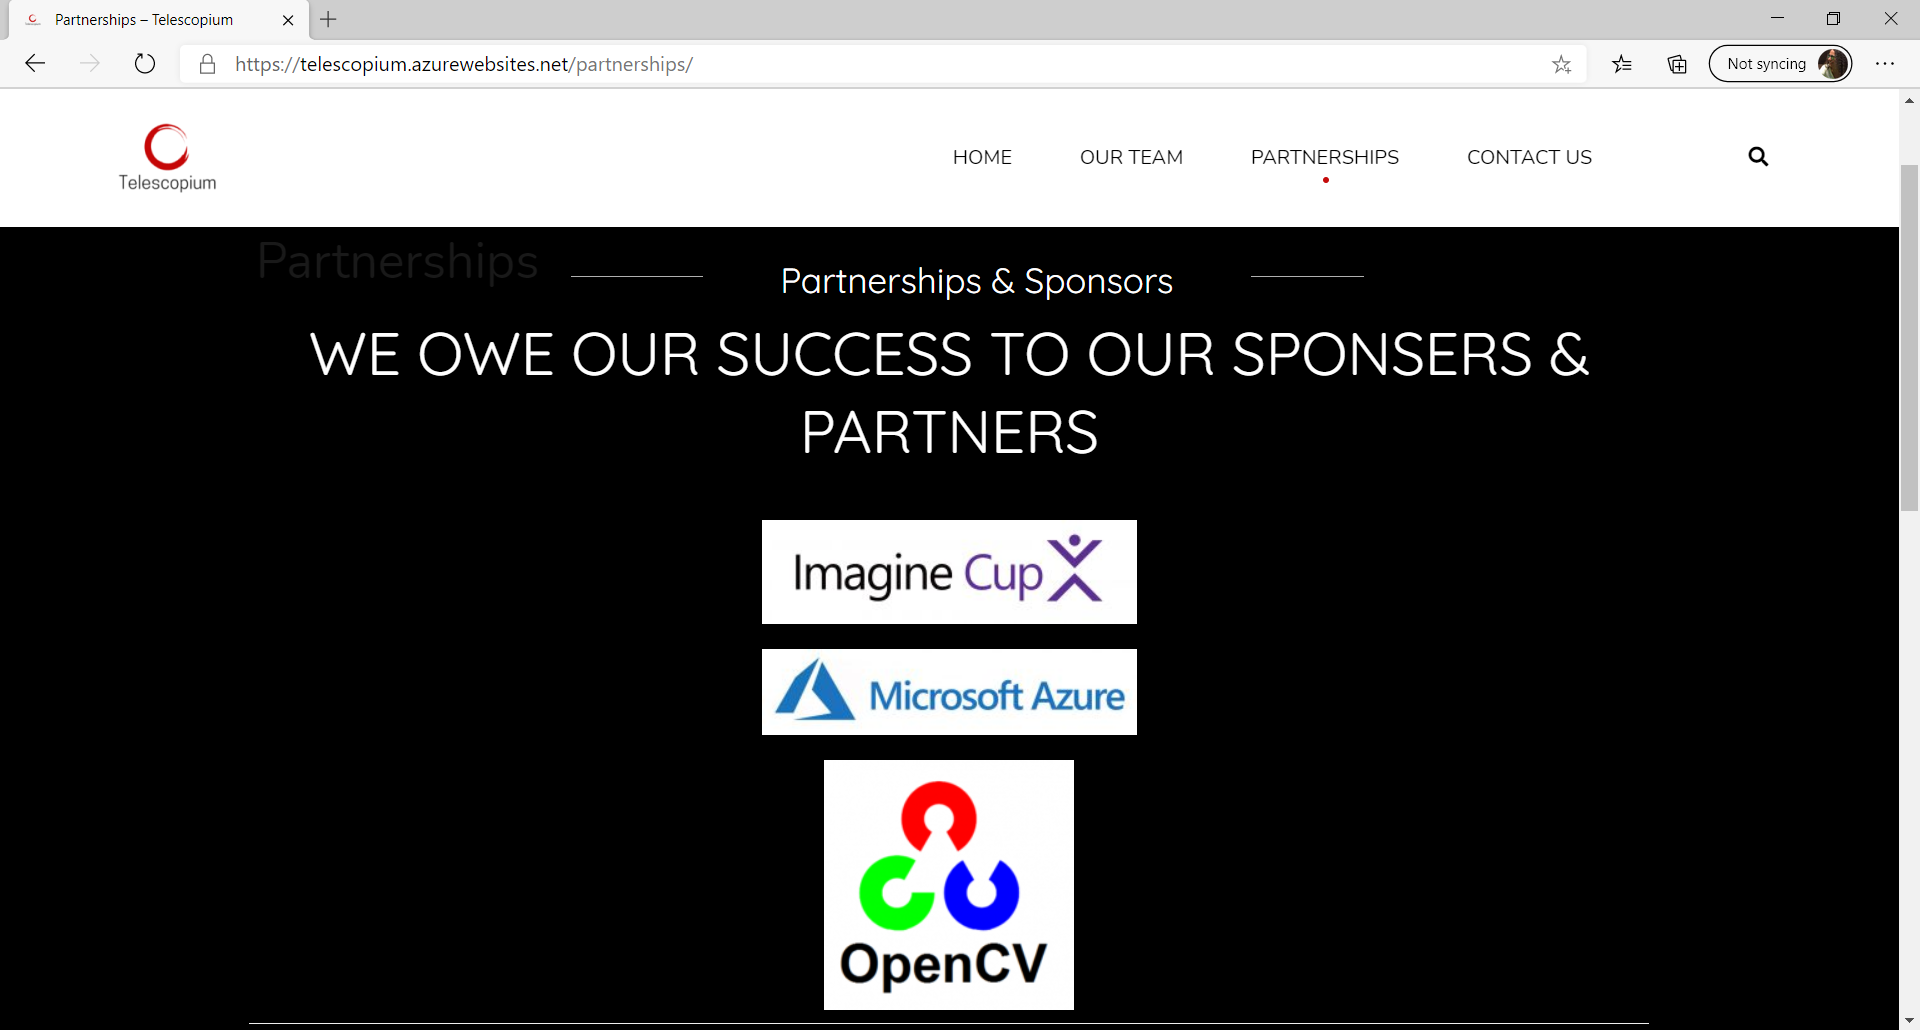 Partnerships – Telescopium
https://telescopium.azurewebsites.net/partnerships/
Not syncing
Telescopium
HOME
OUR TEAM
PARTNERSHIPS
CONTACT US
Partnerships
Partnerships & Sponsors
WE OWE OUR SUCCESS TO OUR SPONSERS &
PARTNERS
Imagine Cup
Microsoft Azure
OpenCV